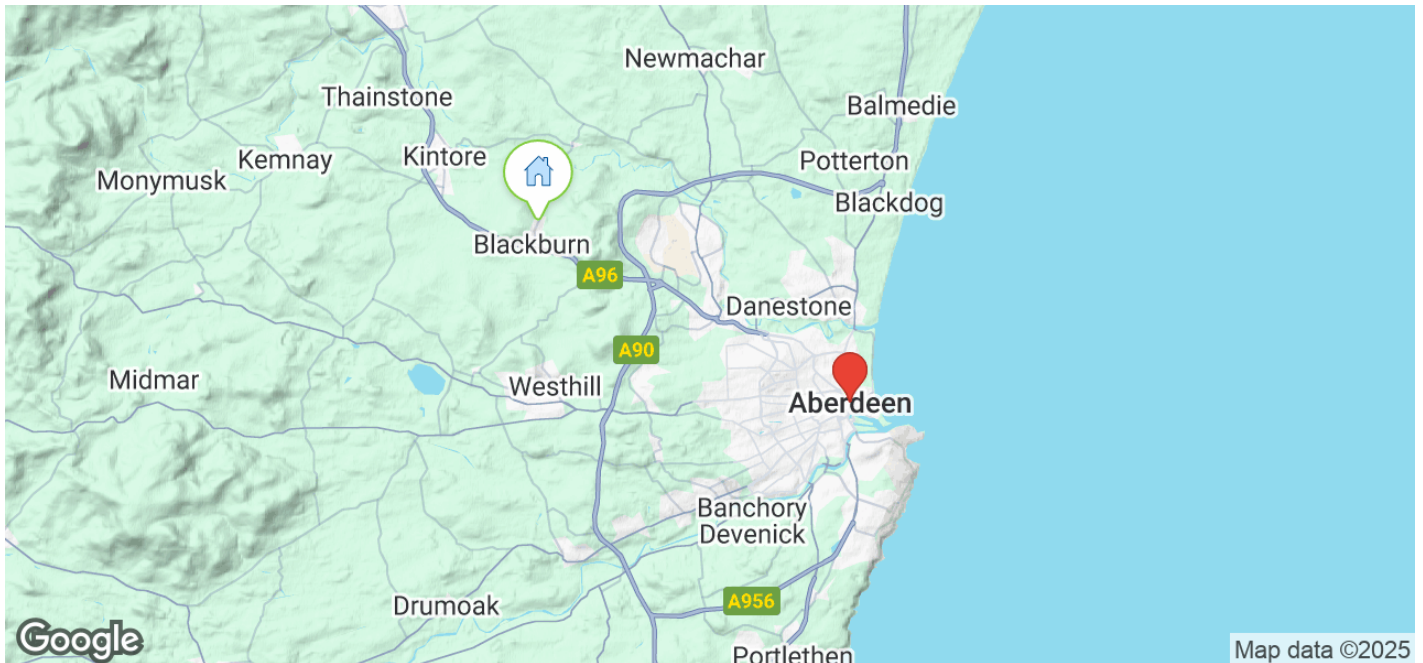 Newmachar
Thainstone
Balmedie
Kemnay
Kintore
Potterton
Monymusk
Blackdog
Blackburn
A96
Danestone
A90
Midmar
Westhill
Aberdeen
Banchory
Devenick
A956
Drumoak
Portlethen
Google
Map data ©2025